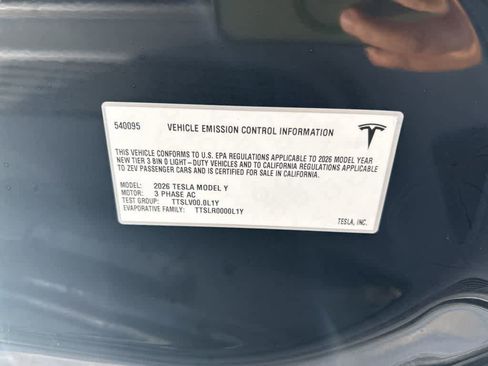 540095 VEHICLE EMISSION CONTROL INFORMATION
THIS VEHICLE CONFORMS TO U.S. EPA REGULATIONS APPLICABLE TO 2026 MODEL YEAR
NEW TIER 3 BIN 0 LIGHT-DUTY VEHICLES AND TO CALIFORNIA REGULATIONS APPLICABLE
TO ZEV PASSENGER CARS AND IS CERTIFIED FOR SALE IN CALIFORNIA.
MODEL: 2026 TESLA MODEL Y
MOTOR: 3 PHASE AC
TEST GROUP: TTSLV00.0L1Y
EVAPORATIVE FAMILY: TTSLR0000L1Y
TESLA, INC.